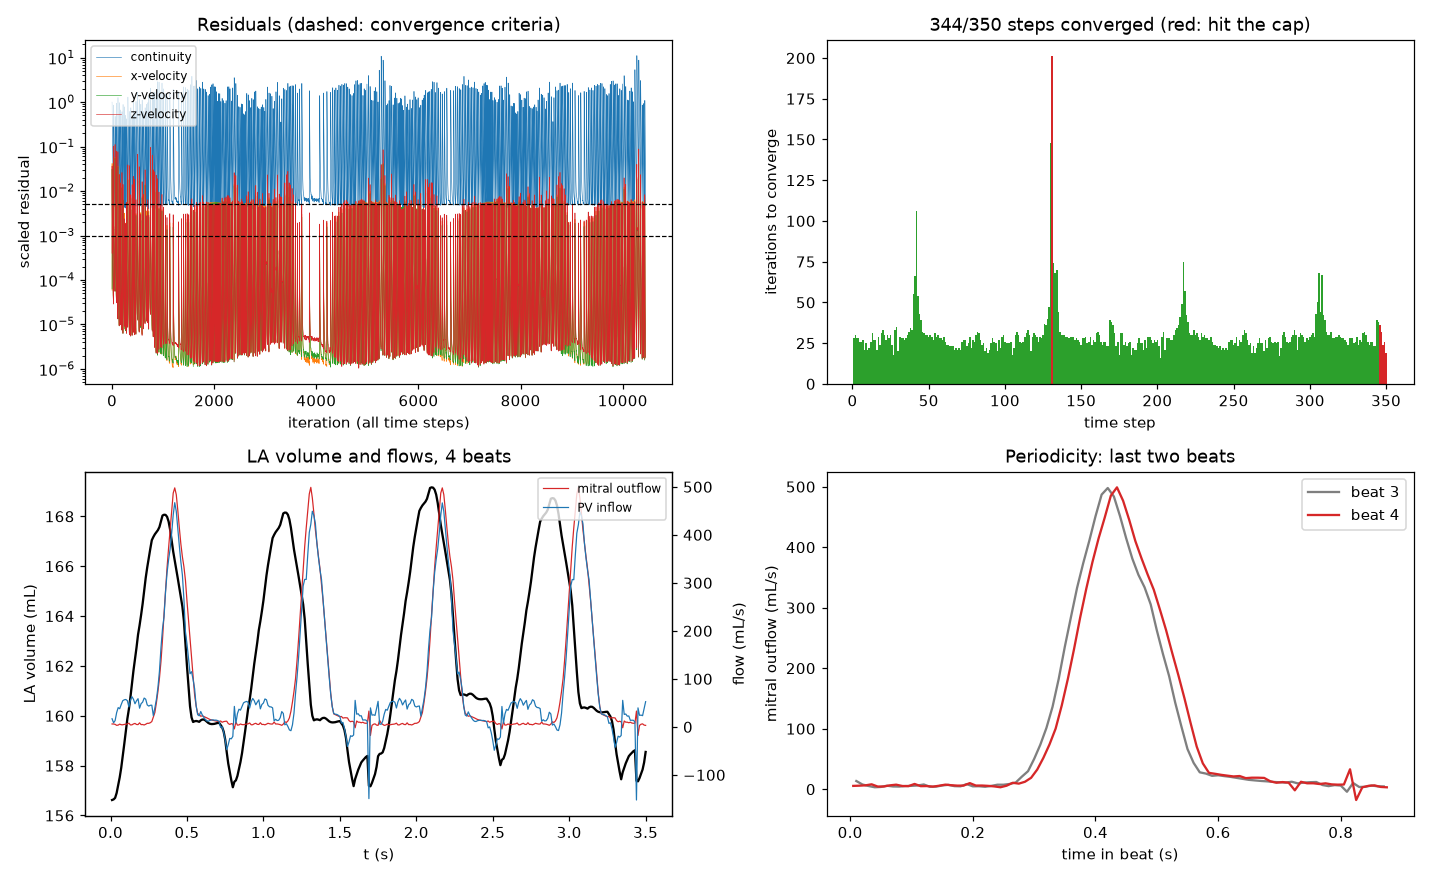 Residuals (dashed: convergence criteria)
scaled residual
10¹
10⁰
10⁻¹
10⁻²
10⁻³
10⁻⁴
10⁻⁵
10⁻⁶
continuity
x-velocity
y-velocity
z-velocity
0 2000 4000 6000 8000 10000
iteration (all time steps)
344/350 steps converged (red: hit the cap)
iterations to converge
200
175
150
125
100
75
50
25
0
0 50 100 150 200 250 300 350
time step
LA volume and flows, 4 beats
LA volume (mL)
168
166
164
162
160
158
156
mitral outflow
PV inflow
500
400
300
200
100
0
−100
flow (mL/s)
0.0 0.5 1.0 1.5 2.0 2.5 3.0 3.5
t (s)
Periodicity: last two beats
mitral outflow (mL/s)
500
400
300
200
100
0
beat 3
beat 4
0.0 0.2 0.4 0.6 0.8
time in beat (s)